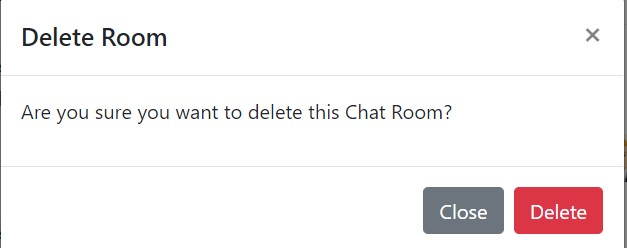 Delete Room ×
Are you sure you want to delete this Chat Room?
Close Delete